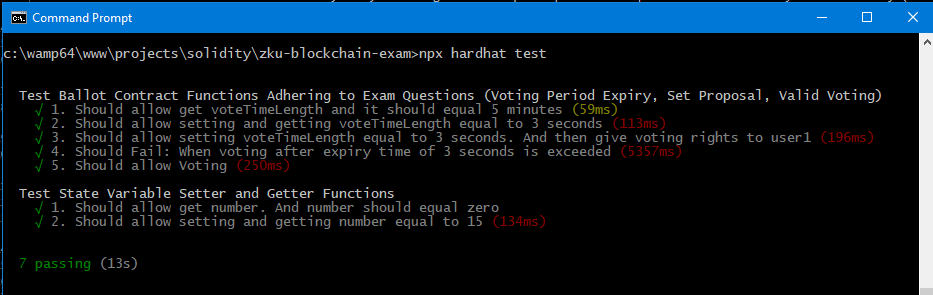 Command Prompt
c:\wamp64\www\projects\solidity\zku-blockchain-exam>npx hardhat test
Test Ballot Contract Functions Adhering to Exam Questions (Voting Period Expiry, Set Proposal, Valid Voting)
√ 1. Should allow get voteTimeLength and it should equal 5 minutes (59ms)
√ 2. Should allow setting and getting voteTimeLength equal to 3 seconds (113ms)
√ 3. Should allow setting voteTimeLength equal to 3 seconds. And then give voting rights to user1 (196ms)
√ 4. Should Fail: When voting after expiry time of 3 seconds is exceeded (5357ms)
√ 5. Should allow Voting (250ms)
Test State Variable Setter and Getter Functions
√ 1. Should allow get number. And number should equal zero
√ 2. Should allow setting and getting number equal to 15 (134ms)
7 passing (13s)